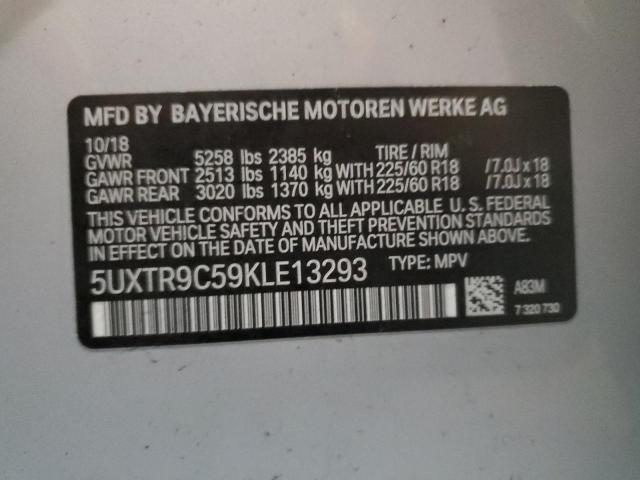 MFD BY BAYERISCHE MOTOREN WERKE AG
10/18
GVWR 5258 lbs 2385 kg TIRE / RIM
GAWR FRONT 2513 lbs 1140 kg WITH 225/60 R18 /7.0J x 18
GAWR REAR 3020 lbs 1370 kg WITH 225/60 R18 /7.0J x 18
THIS VEHICLE CONFORMS TO ALL APPLICABLE U. S. FEDERAL
MOTOR VEHICLE SAFETY AND THEFT PREVENTION STANDARDS
IN EFFECT ON THE DATE OF MANUFACTURE SHOWN ABOVE.
5UXTR9C59KLE13293 TYPE: MPV
A83M
7 320 730